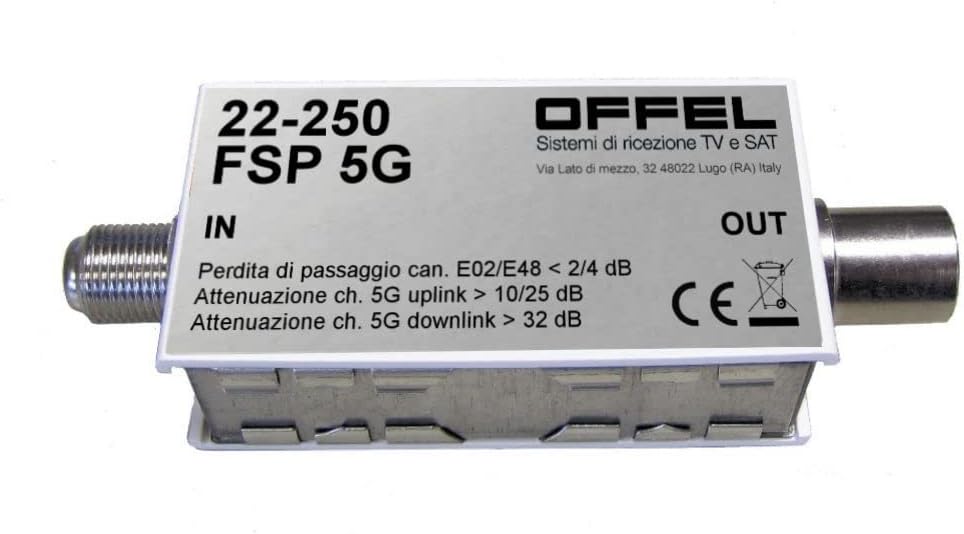 22-250
FSP 5G
OFFEL
Sistemi di ricezione TV e SAT
Via Lato di mezzo, 32 48022 Lugo (RA) Italy
IN
OUT
Perdita di passaggio can. E02/E48 < 2/4 dB
Attenuazione ch. 5G uplink > 10/25 dB
Attenuazione ch. 5G downlink > 32 dB
CE